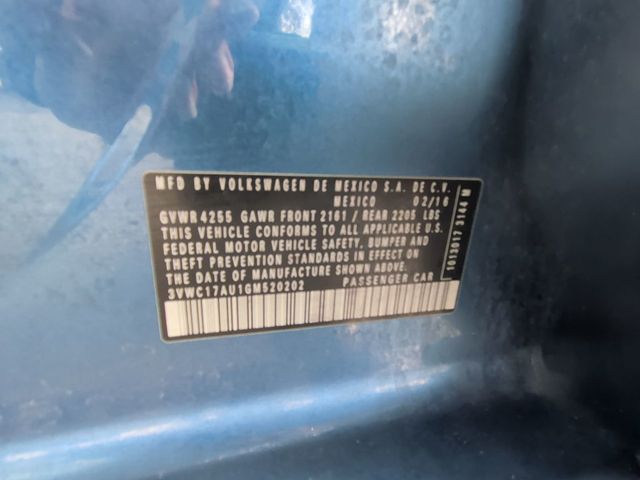 MFD BY VOLKSWAGEN DE MEXICO S.A. DE C.V.
MEXICO 02/16
GVWR 4255 GAWR FRONT 2161 / REAR 2205 LBS
THIS VEHICLE CONFORMS TO ALL APPLICABLE U.S.
FEDERAL MOTOR VEHICLE SAFETY, BUMPER AND
THEFT PREVENTION STANDARDS IN EFFECT ON
THE DATE OF MANUFACTURE SHOWN ABOVE.
3VWC17AU1GM520202 PASSENGER CAR
1013017 3144 M